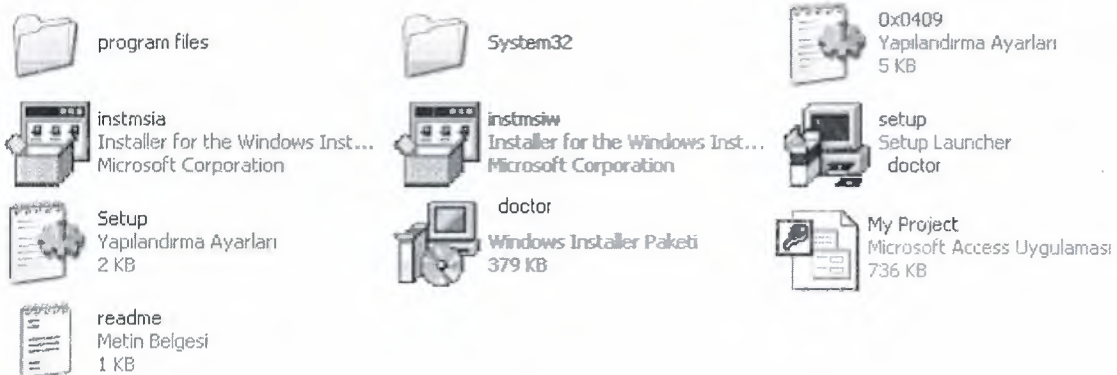 program files
System32
0x0409
Yapılandırma Ayarları
5 KB
instmsia
Installer for the Windows Inst...
Microsoft Corporation
instmsiw
Installer for the Windows Inst...
Microsoft Corporation
setup
Setup Launcher
doctor
Setup
Yapılandırma Ayarları
2 KB
doctor
Windows Installer Paketi
379 KB
My Project
Microsoft Access Uygulaması
736 KB
readme
Metin Belgesi
1 KB